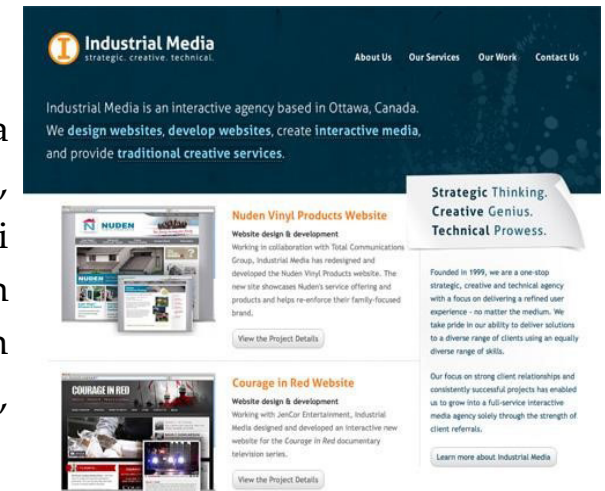 Industrial Media
strategic. creative. technical.
About Us Our Services Our Work Contact Us
Industrial Media is an interactive agency based in Ottawa, Canada.
We design websites, develop websites, create interactive media,
and provide traditional creative services.
a
,
i
n
n
,
NUDEN
NUDEN
Nuden Vinyl Products Website
Website design & development
Working in collaboration with Total Communications
Group, Industrial Media has redesigned and
developed the Nuden Vinyl Products website. The
new site showcases Nuden's service offering and
products and helps re-enforce their family-focused
brand.
View the Project Details
COURAGE IN RED
Courage in Red Website
Website design & development
Working with JenCor Entertainment, Industrial
Media designed and developed an interactive new
website for the Courage in Red documentary
television series.
View the Project Details
Strategic Thinking.
Creative Genius.
Technical Prowess.
Founded in 1999, we are a one-stop
strategic, creative and technical agency
with a focus on delivering a refined user
experience - no matter the medium. We
take pride in our ability to deliver solutions
to a diverse range of clients using an equally
diverse range of skills.
Our focus on strong client relationships and
consistently successful projects has enabled
us to grow into a full-service interactive
media agency solely through the strength of
client referrals.
Learn more about Industrial Media